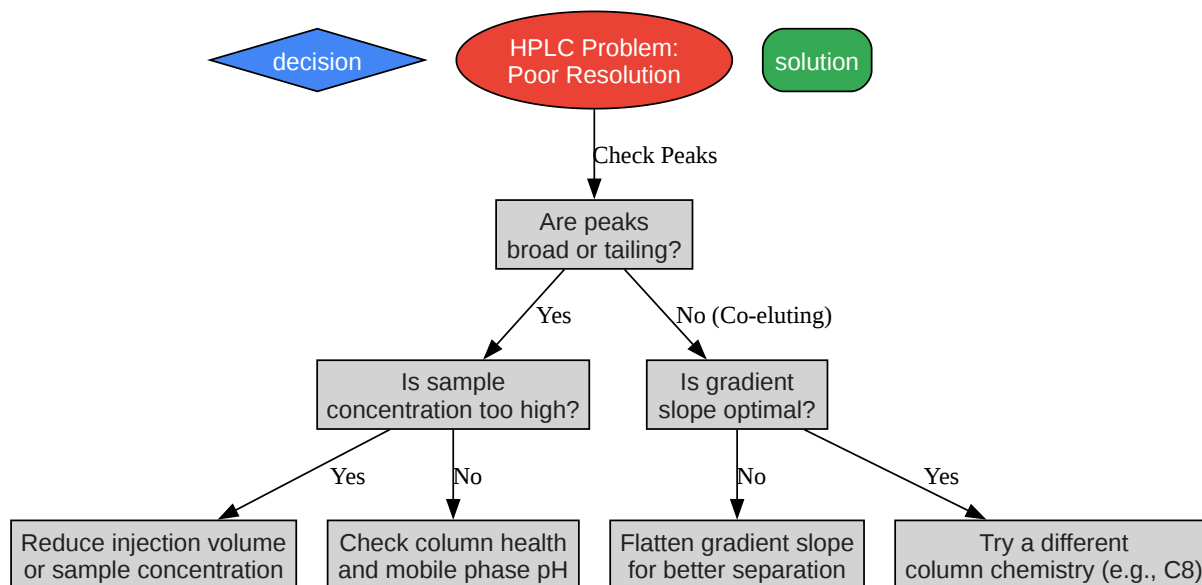 decision
HPLC Problem:
Poor Resolution
solution
Check Peaks
Are peaks
broad or tailing?
Yes
No (Co-eluting)
Is sample
concentration too high?
Is gradient
slope optimal?
Yes
No
No
Yes
Reduce injection volume
or sample concentration
Check column health
and mobile phase pH
Flatten gradient slope
for better separation
Try a different
column chemistry (e.g., C8)